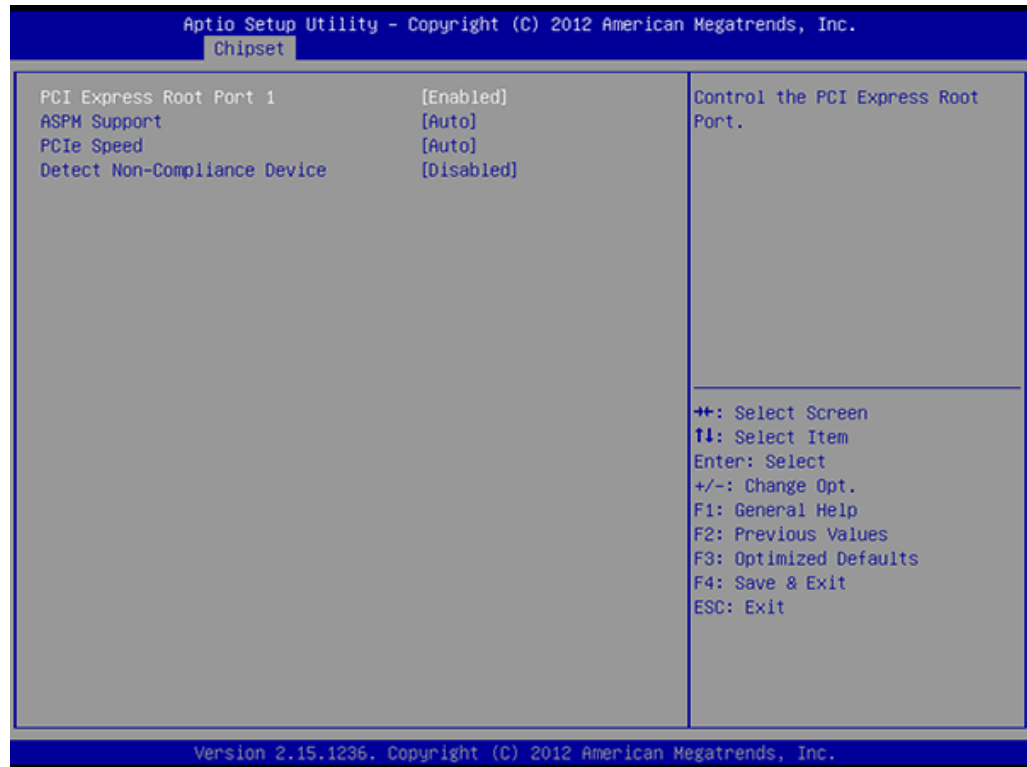 Aptio Setup Utility – Copyright (C) 2012 American Megatrends, Inc.
Chipset
PCI Express Root Port 1 [Enabled]
ASPM Support [Auto]
PCIe Speed [Auto]
Detect Non-Compliance Device [Disabled]
Control the PCI Express Root
Port.
→←: Select Screen
↑↓: Select Item
Enter: Select
+/-: Change Opt.
F1: General Help
F2: Previous Values
F3: Optimized Defaults
F4: Save & Exit
ESC: Exit
Version 2.15.1236. Copyright (C) 2012 American Megatrends, Inc.